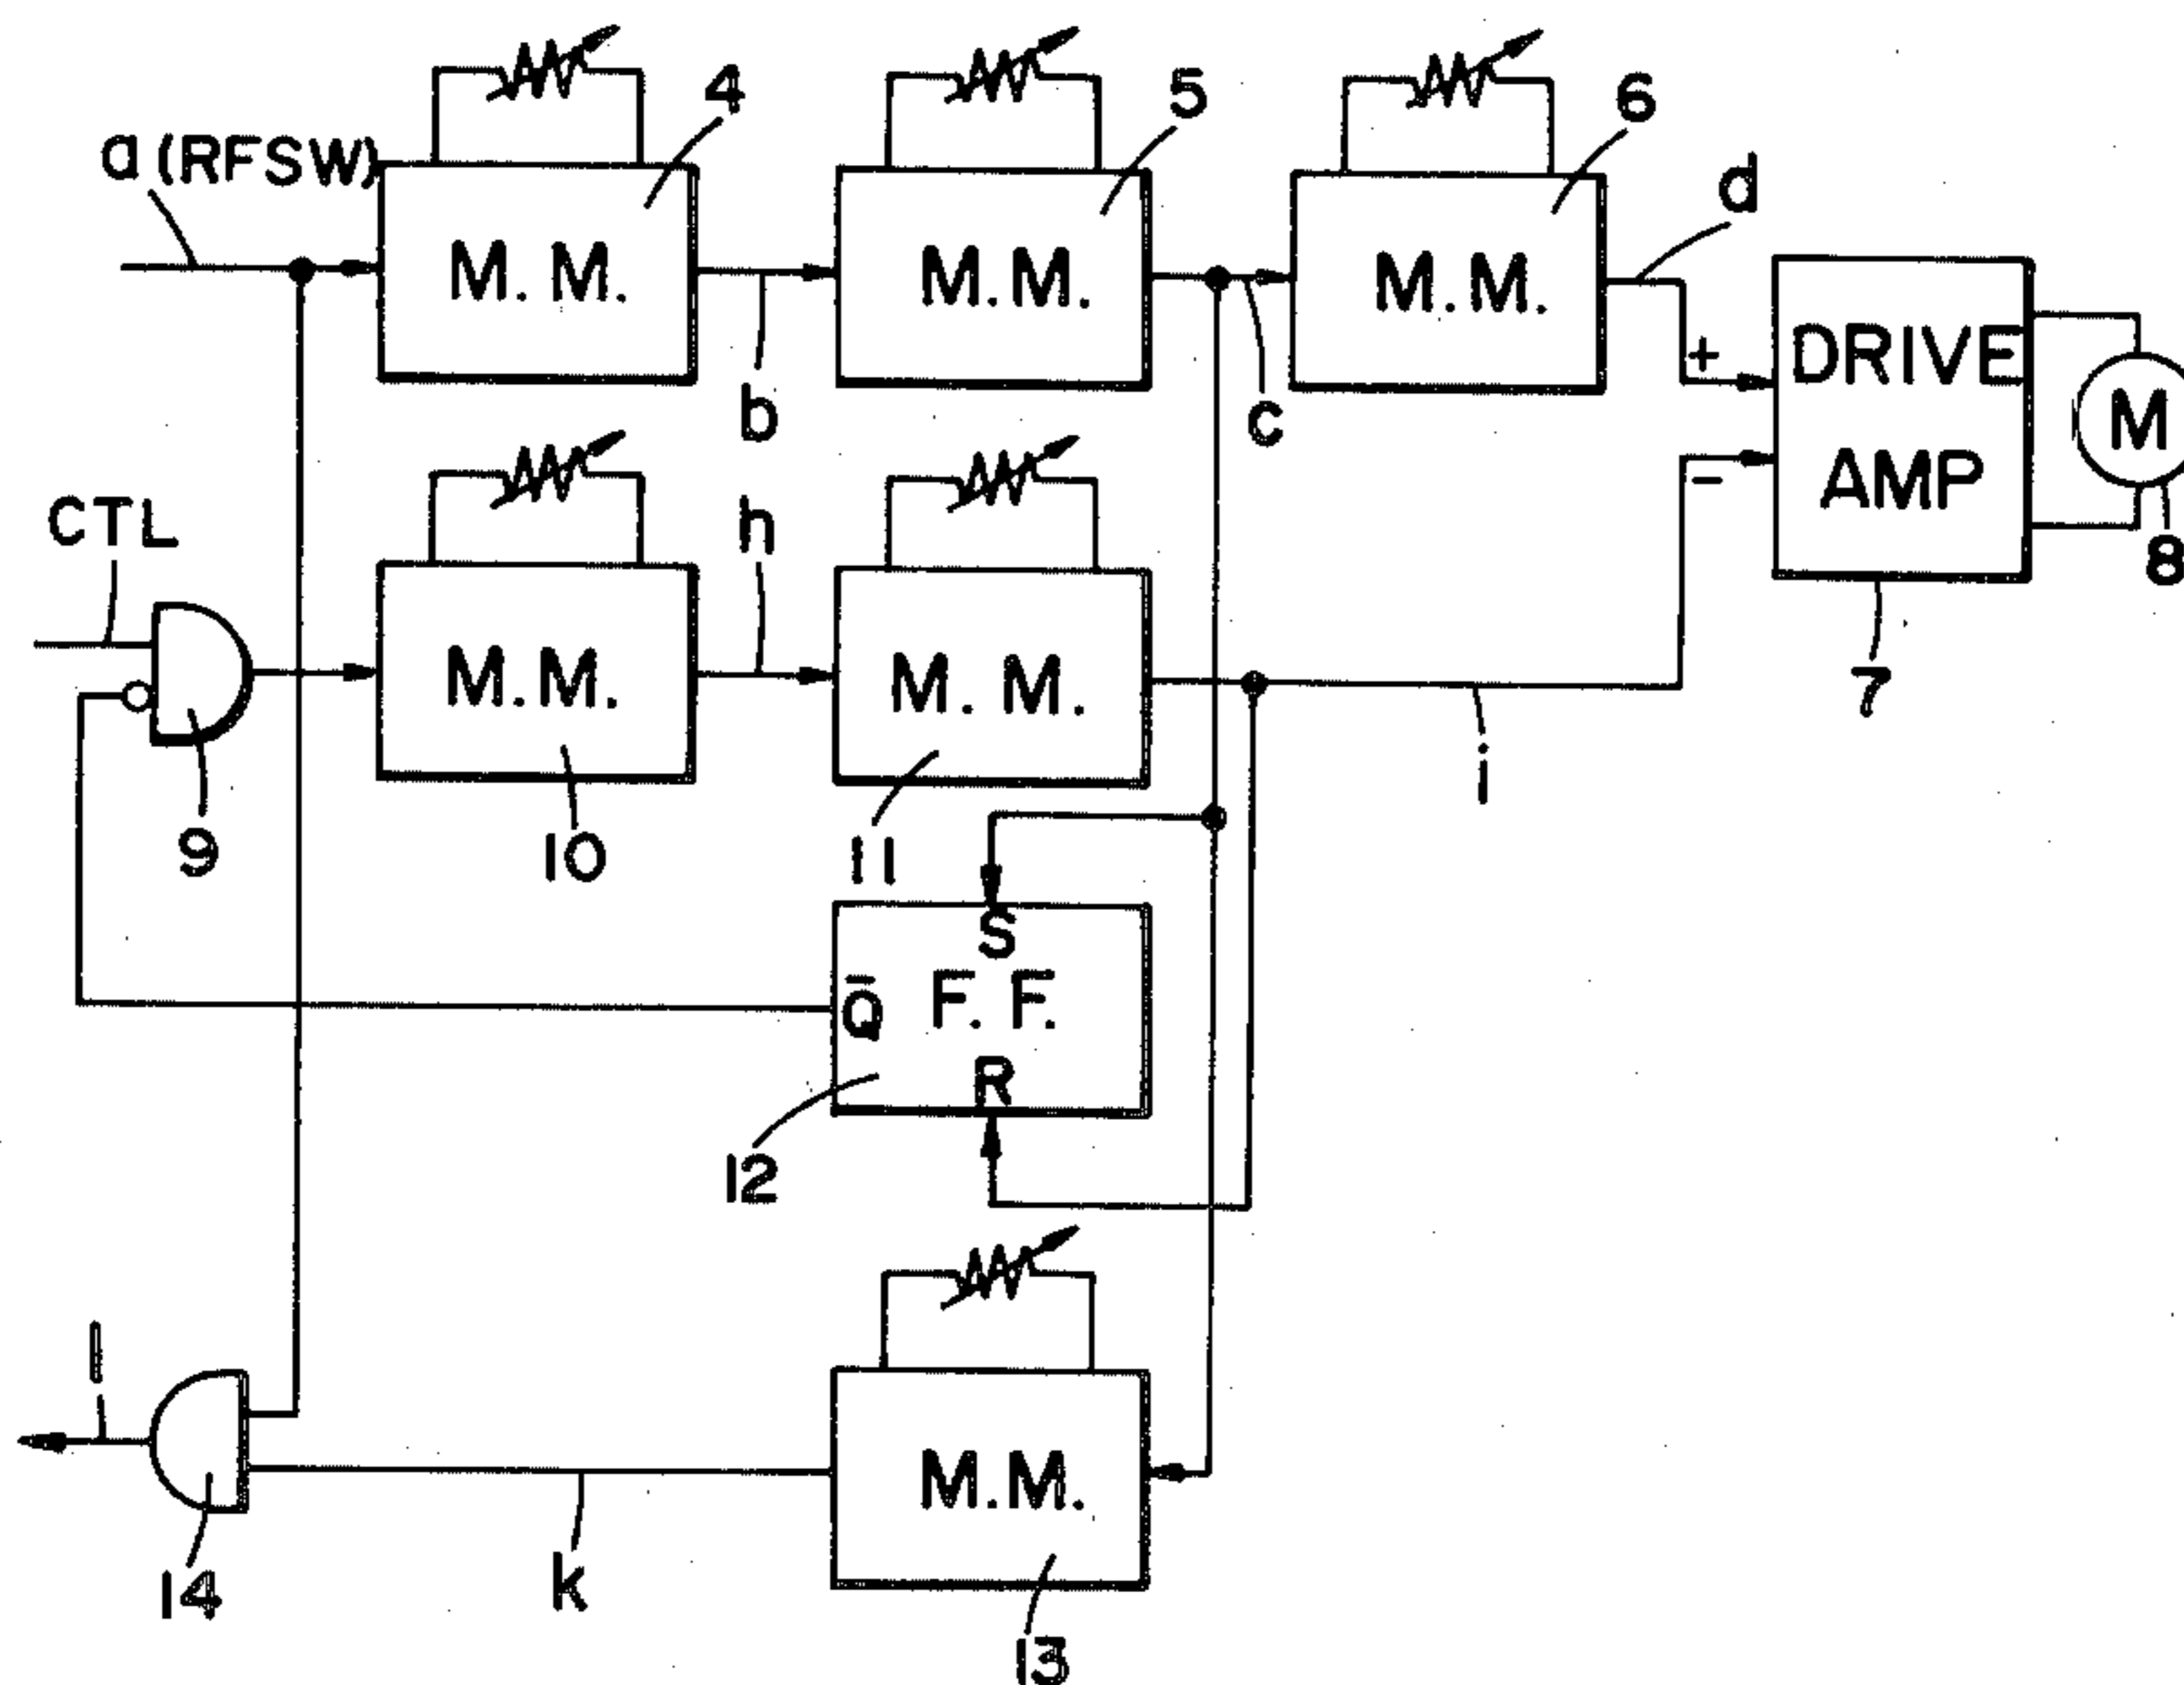 4
5
6
a (RFSW)
d
M. M.
M. M.
M. M.
DRIVE
AMP
+
−
M
b
c
h
CTL
8
7
M. M.
M. M.
i
9
10
11
S
Q̅
F. F.
R
12
l
M. M.
k
14
13